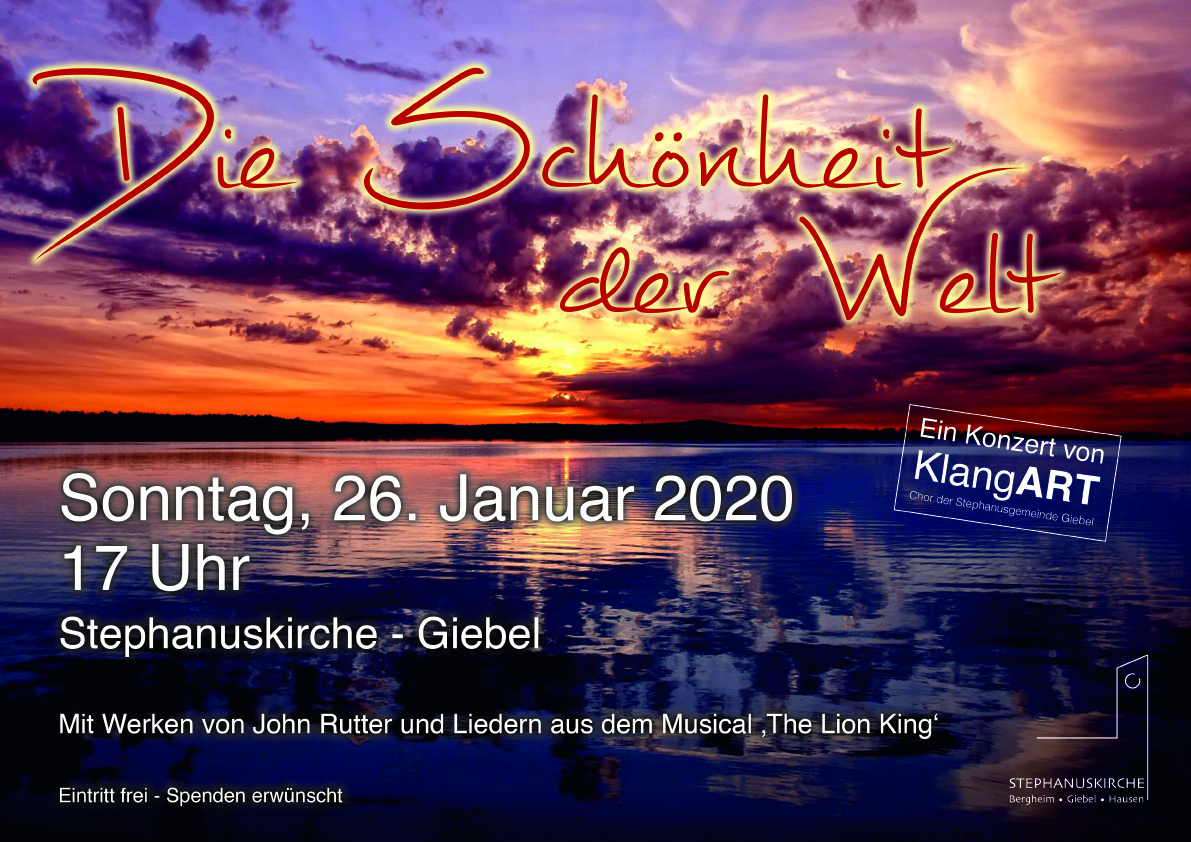 Die Schönheit
der Welt
Ein Konzert von
KlangART
Chor der Stephanusgemeinde Giebel
Sonntag, 26. Januar 2020
17 Uhr
Stephanuskirche - Giebel
Mit Werken von John Rutter und Liedern aus dem Musical ‚The Lion King‘
Eintritt frei - Spenden erwünscht
STEPHANUSKIRCHE
Bergheim • Giebel • Hausen